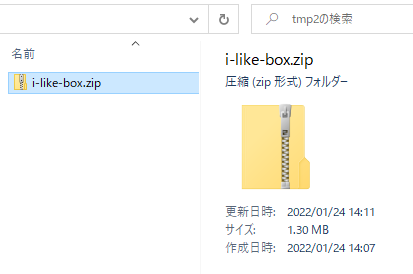 tmp2の検索
名前
i-like-box.zip
i-like-box.zip
圧縮 (zip 形式) フォルダー
更新日時: 2022/01/24 14:11
サイズ: 1.30 MB
作成日時: 2022/01/24 14:07